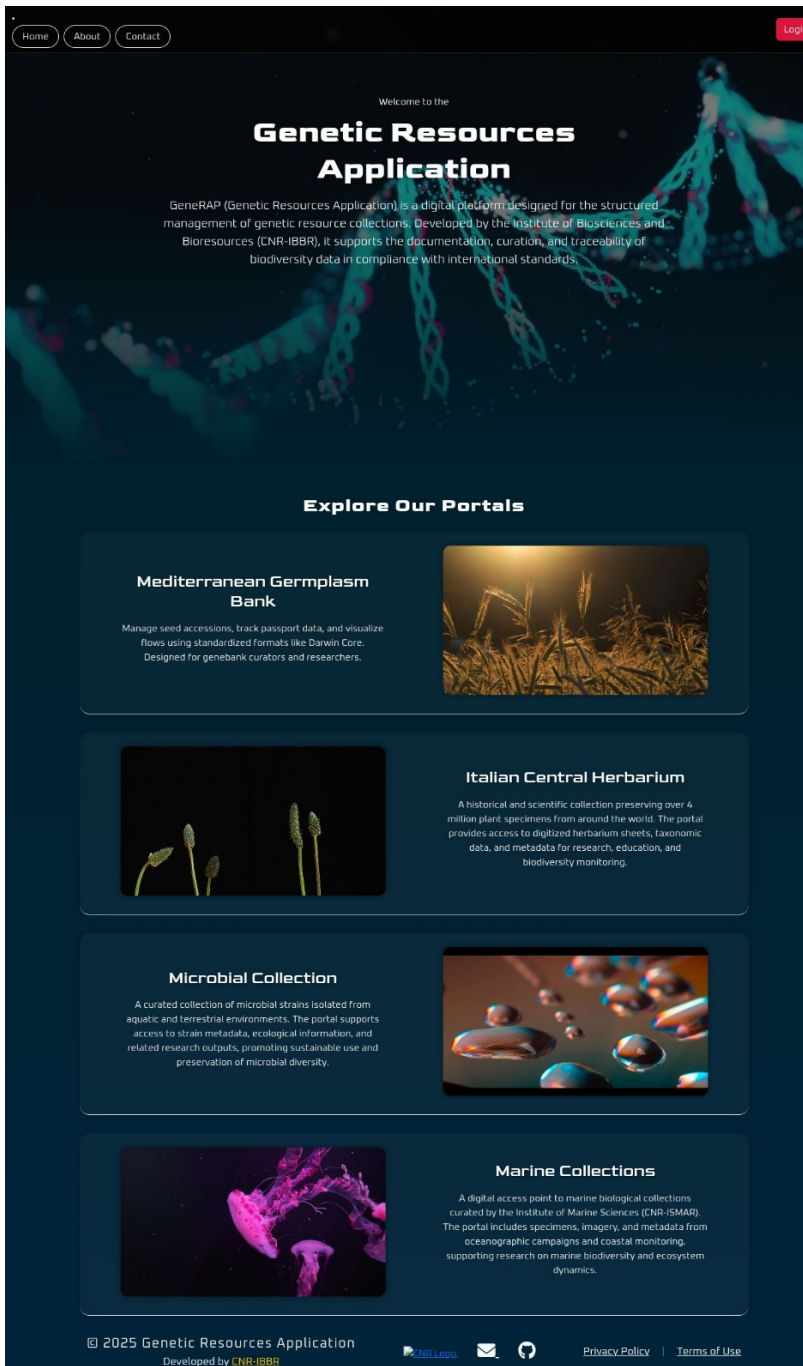 Home About Contact
Logi
Welcome to the
Genetic Resources
Application
GeneRAP (Genetic Resources Application) is a digital platform designed for the structured
management of genetic resource collections. Developed by the Institute of Biosciences and
Bioresources (CNR-IBBR), it supports the documentation, curation, and traceability of
biodiversity data in compliance with international standards.
Explore Our Portals
Mediterranean Germplasm
Bank
Manage seed accessions, track passport data, and visualize
flows using standardized formats like Darwin Core.
Designed for genebank curators and researchers.
Italian Central Herbarium
A historical and scientific collection preserving over 4
million plant specimens from around the world. The portal
provides access to digitized herbarium sheets, taxonomic
data, and metadata for research, education, and
biodiversity monitoring.
Microbial Collection
A curated collection of microbial strains isolated from
aquatic and terrestrial environments. The portal supports
access to strain metadata, ecological information, and
related research outputs, promoting sustainable use and
preservation of microbial diversity.
Marine Collections
A digital access point to marine biological collections
curated by the Institute of Marine Sciences (CNR-ISMAR).
The portal includes specimens, imagery, and metadata from
oceanographic campaigns and coastal monitoring,
supporting research on marine biodiversity and ecosystem
dynamics.
© 2025 Genetic Resources Application
Developed by CNR-IBBR
CNR Logo
Privacy Policy | Terms of Use